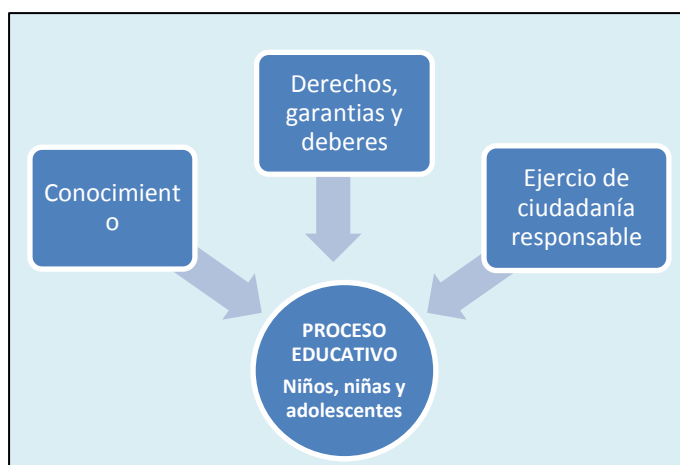 Derechos,
garantias y
deberes
Conocimient
o
Ejercio de
ciudadanía
responsable
PROCESO
EDUCATIVO
Niños, niñas y
adolescentes